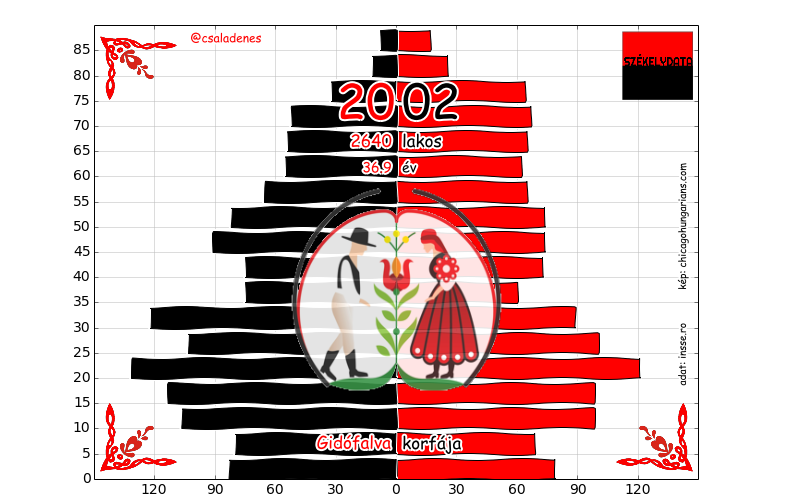 @csaladenes
SZÉKELYDATA
2002
2640 lakos
36.9 év
kép: chicagohungarians.com
adat: insse.ro
Gidófalva korfája
85
80
75
70
65
60
55
50
45
40
35
30
25
20
15
10
5
0
120 90 60 30 0 30 60 90 120